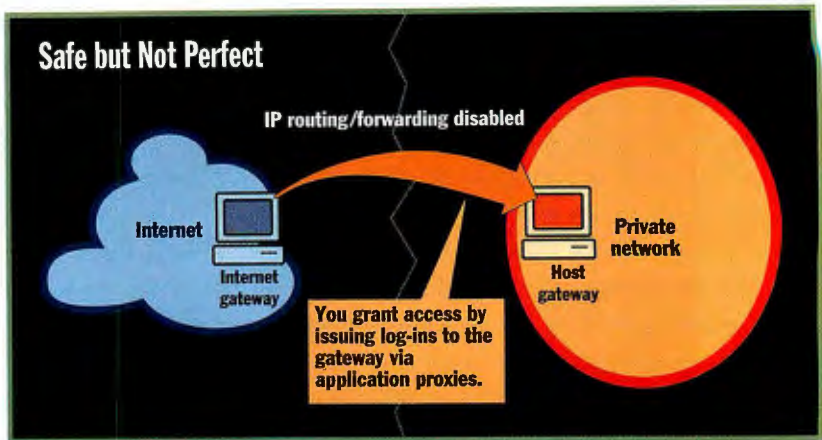 Safe but Not Perfect
IP routing/forwarding disabled
Internet
Internet
gateway
Private
network
Host
gateway
You grant access by
issuing log-ins to the
gateway via
application proxies.